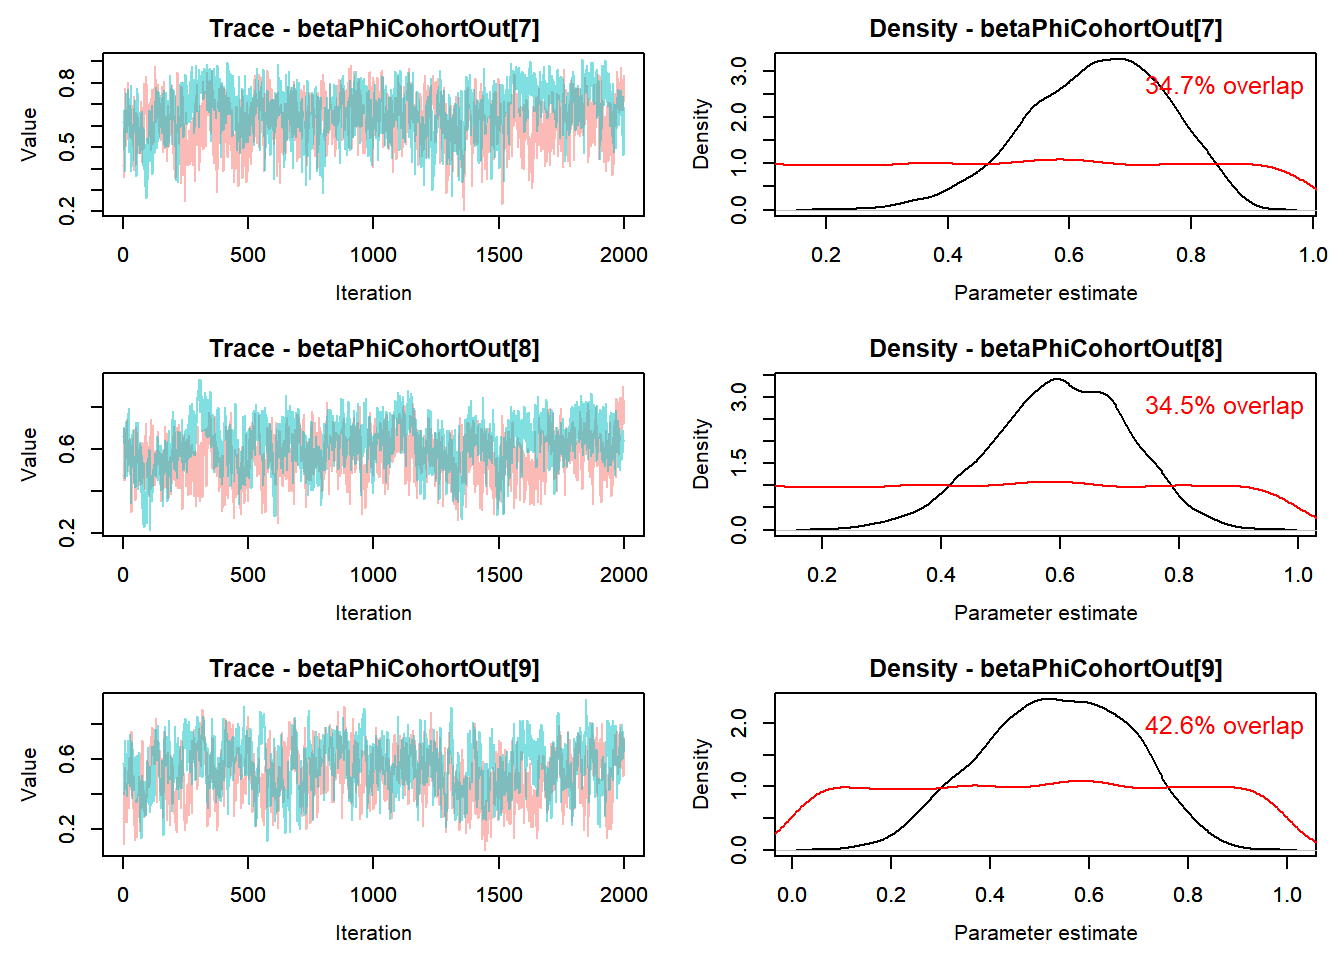 Trace - betaPhiCohortOut[7]
Value
0.2 0.5 0.8
0 500 1000 1500 2000
Iteration
Density - betaPhiCohortOut[7]
34.7% overlap
Density
0.0 1.0 2.0 3.0
0.2 0.4 0.6 0.8 1.0
Parameter estimate
Trace - betaPhiCohortOut[8]
Value
0.2 0.6
0 500 1000 1500 2000
Iteration
Density - betaPhiCohortOut[8]
34.5% overlap
Density
0.0 1.5 3.0
0.2 0.4 0.6 0.8 1.0
Parameter estimate
Trace - betaPhiCohortOut[9]
Value
0.2 0.6
0 500 1000 1500 2000
Iteration
Density - betaPhiCohortOut[9]
42.6% overlap
Density
0.0 1.0 2.0
0.0 0.2 0.4 0.6 0.8 1.0
Parameter estimate